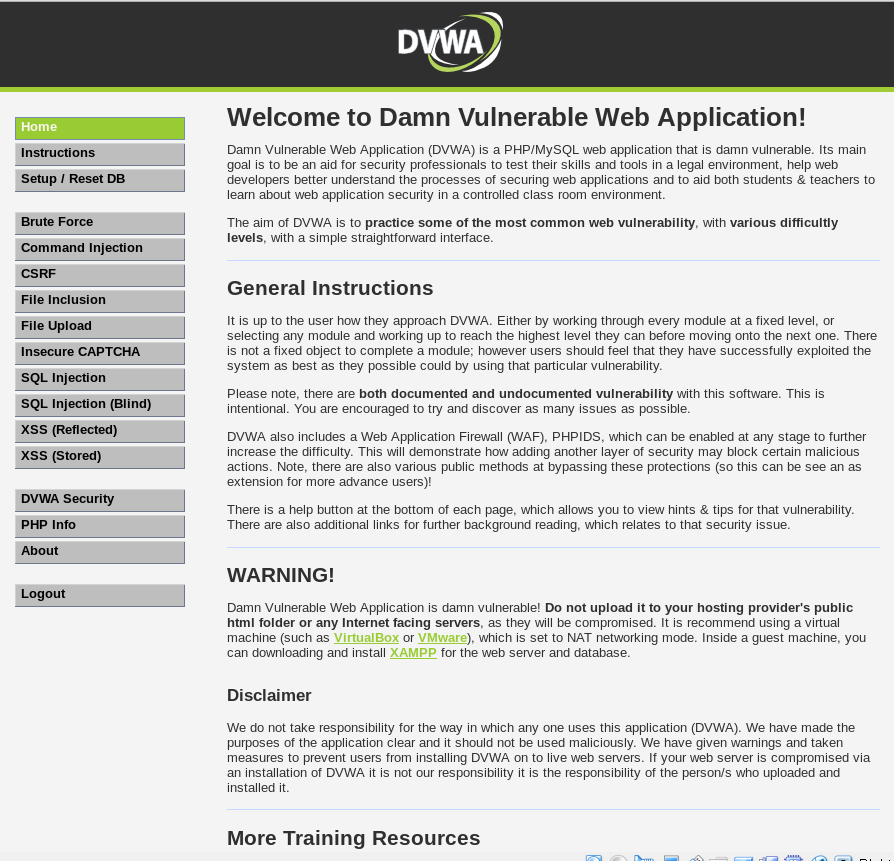 DVWA
Home
Instructions
Setup / Reset DB
Brute Force
Command Injection
CSRF
File Inclusion
File Upload
Insecure CAPTCHA
SQL Injection
SQL Injection (Blind)
XSS (Reflected)
XSS (Stored)
DVWA Security
PHP Info
About
Logout
Welcome to Damn Vulnerable Web Application!
Damn Vulnerable Web Application (DVWA) is a PHP/MySQL web application that is damn vulnerable. Its main
goal is to be an aid for security professionals to test their skills and tools in a legal environment, help web
developers better understand the processes of securing web applications and to aid both students & teachers to
learn about web application security in a controlled class room environment.
The aim of DVWA is to practice some of the most common web vulnerability, with various difficultly
levels, with a simple straightforward interface.
General Instructions
It is up to the user how they approach DVWA. Either by working through every module at a fixed level, or
selecting any module and working up to reach the highest level they can before moving onto the next one. There
is not a fixed object to complete a module; however users should feel that they have successfully exploited the
system as best as they possible could by using that particular vulnerability.
Please note, there are both documented and undocumented vulnerability with this software. This is
intentional. You are encouraged to try and discover as many issues as possible.
DVWA also includes a Web Application Firewall (WAF), PHPIDS, which can be enabled at any stage to further
increase the difficulty. This will demonstrate how adding another layer of security may block certain malicious
actions. Note, there are also various public methods at bypassing these protections (so this can be see an as
extension for more advance users)!
There is a help button at the bottom of each page, which allows you to view hints & tips for that vulnerability.
There are also additional links for further background reading, which relates to that security issue.
WARNING!
Damn Vulnerable Web Application is damn vulnerable! Do not upload it to your hosting provider's public
html folder or any Internet facing servers, as they will be compromised. It is recommend using a virtual
machine (such as VirtualBox or VMware), which is set to NAT networking mode. Inside a guest machine, you
can downloading and install XAMPP for the web server and database.
Disclaimer
We do not take responsibility for the way in which any one uses this application (DVWA). We have made the
purposes of the application clear and it should not be used maliciously. We have given warnings and taken
measures to prevent users from installing DVWA on to live web servers. If your web server is compromised via
an installation of DVWA it is not our responsibility it is the responsibility of the person/s who uploaded and
installed it.
More Training Resources